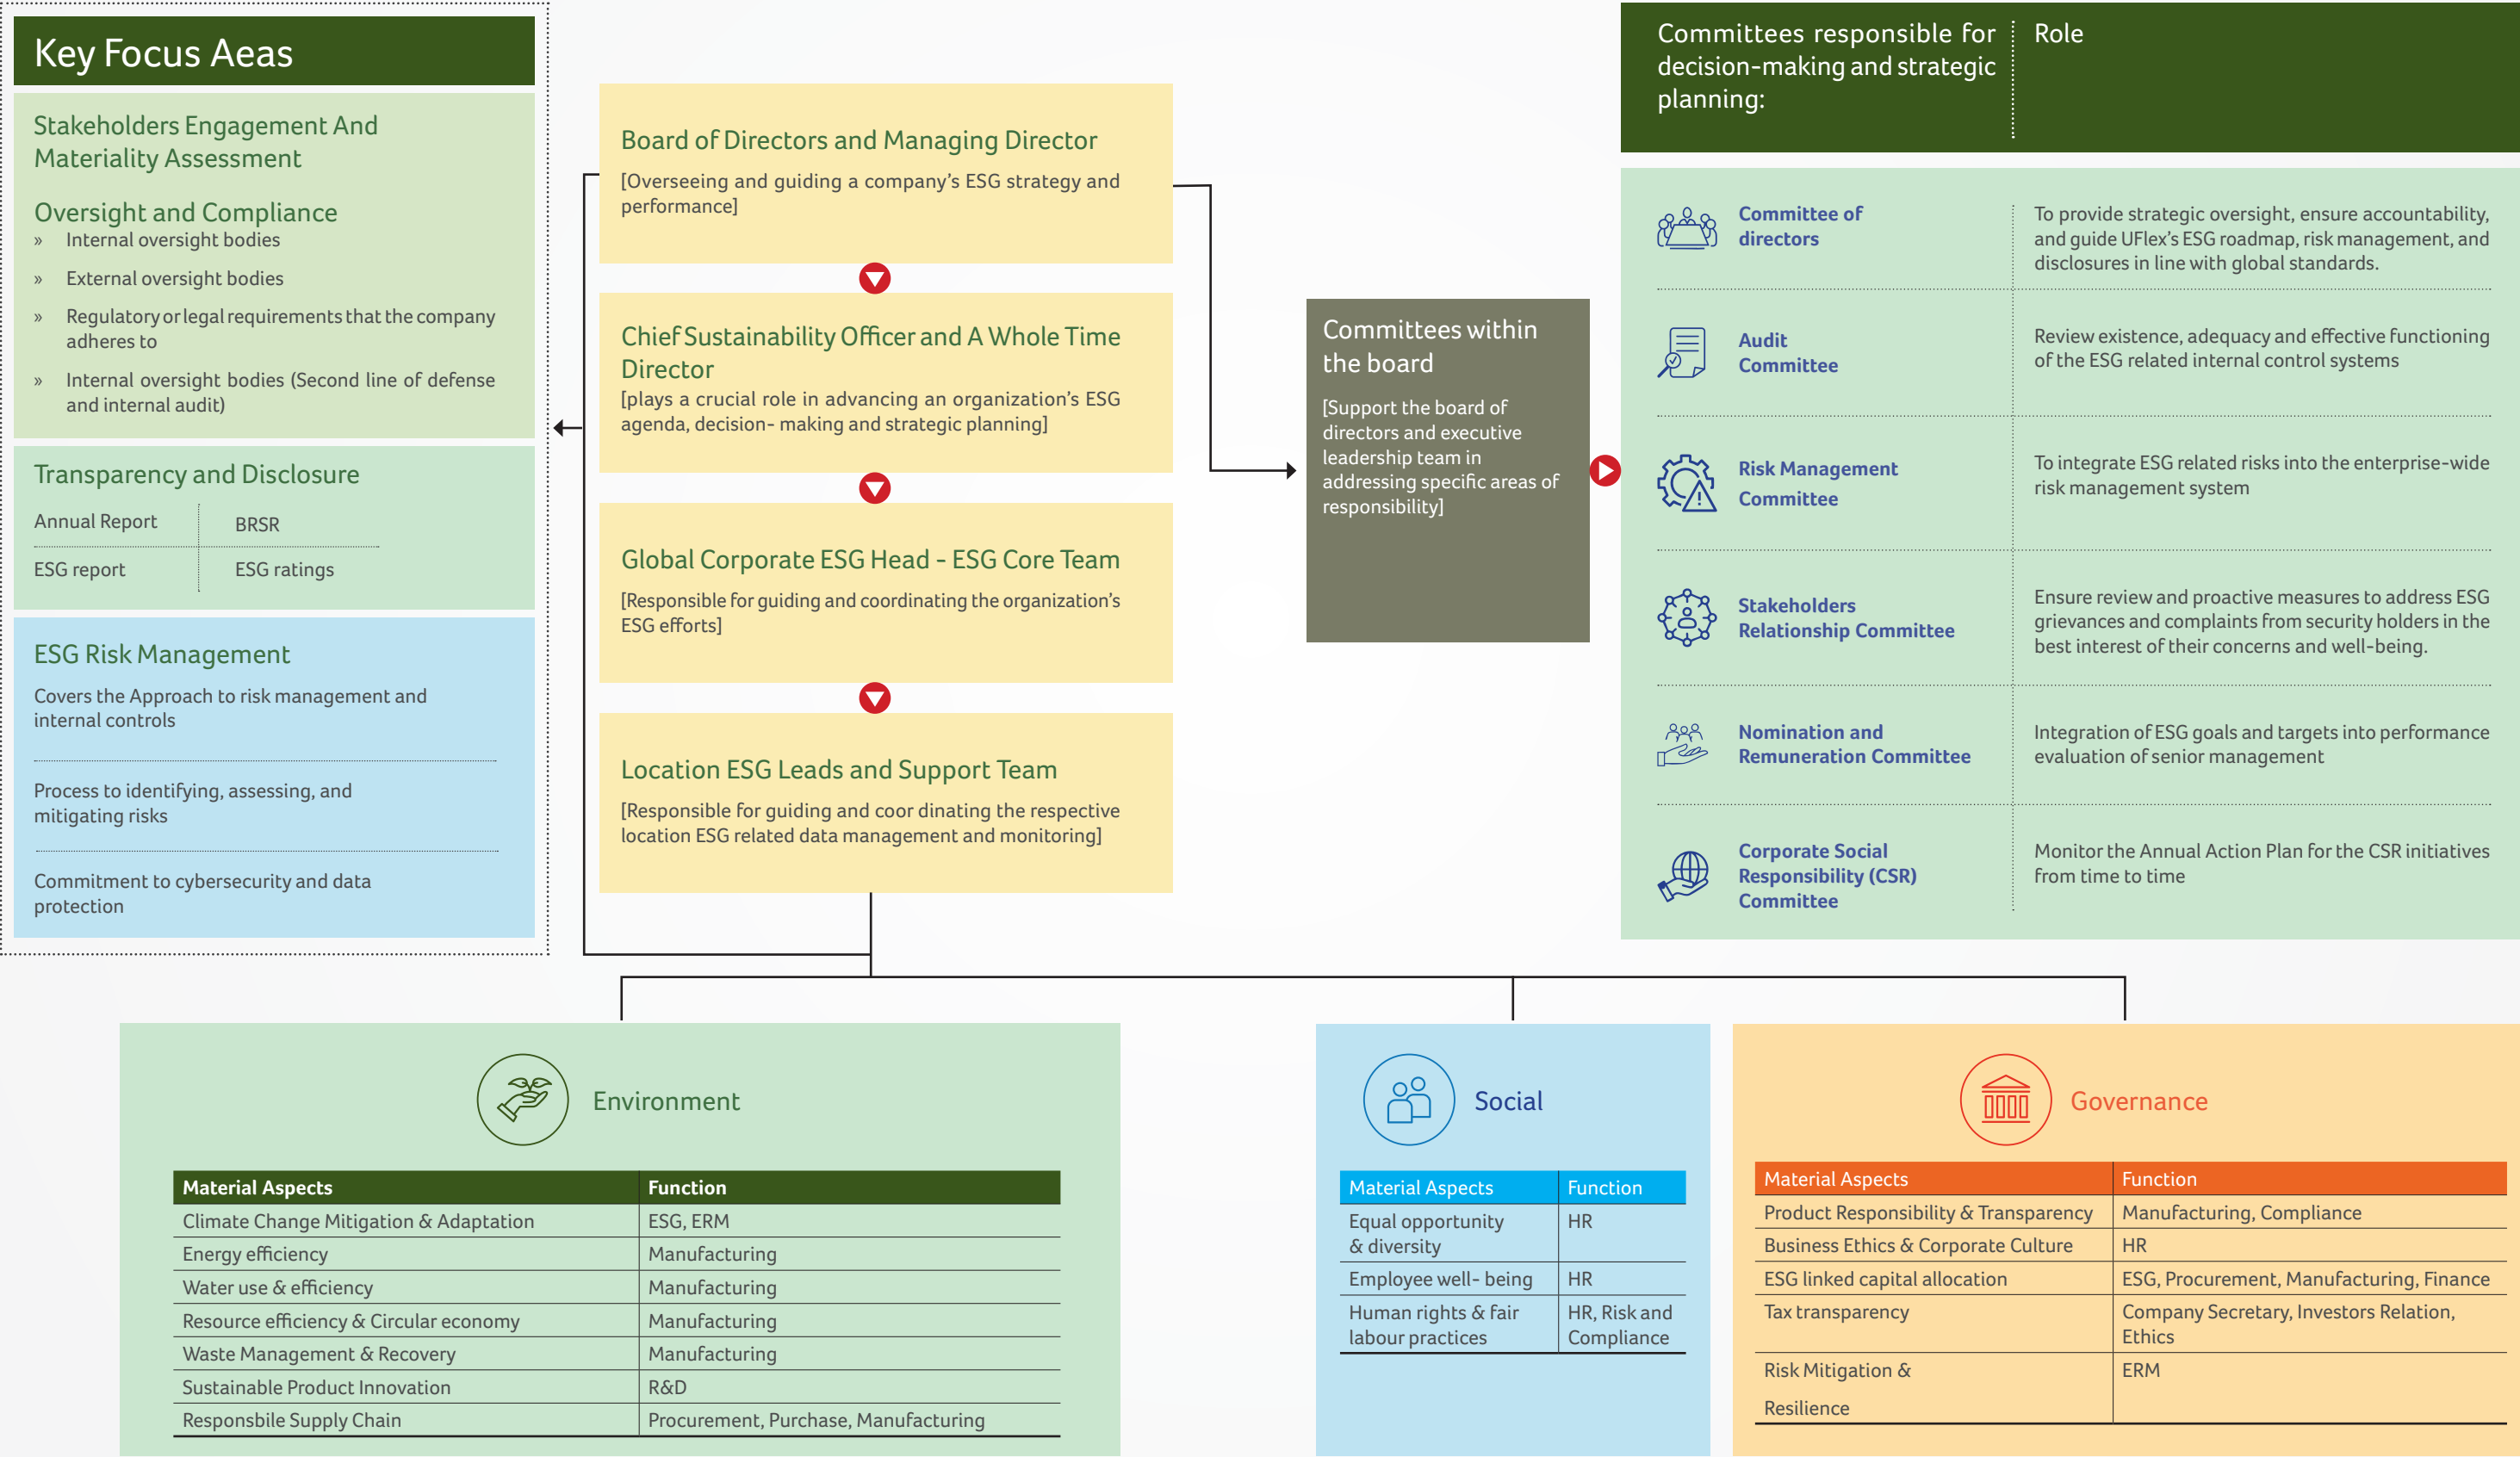 Key Focus Aeas
Stakeholders Engagement And
Materiality Assessment
Oversight and Compliance
» Internal oversight bodies
» External oversight bodies
» Regulatory or legal requirements that the company
adheres to
» Internal oversight bodies (Second line of defense
and internal audit)
Transparency and Disclosure
Annual Report BRSR
ESG report ESG ratings
ESG Risk Management
Covers the Approach to risk management and
internal controls
Process to identifying, assessing, and
mitigating risks
Commitment to cybersecurity and data
protection
Board of Directors and Managing Director
[Overseeing and guiding a company's ESG strategy and
performance]
Chief Sustainability Officer and A Whole Time
Director
[plays a crucial role in advancing an organization's ESG
agenda, decision- making and strategic planning]
Global Corporate ESG Head - ESG Core Team
[Responsible for guiding and coordinating the organization's
ESG efforts]
Location ESG Leads and Support Team
[Responsible for guiding and coor dinating the respective
location ESG related data management and monitoring]
Committees within
the board
[Support the board of
directors and executive
leadership team in
addressing specific areas of
responsibility]
Committees responsible for
decision-making and strategic
planning:
Role
Committee of
directors
To provide strategic oversight, ensure accountability,
and guide UFlex's ESG roadmap, risk management, and
disclosures in line with global standards.
Audit
Committee
Review existence, adequacy and effective functioning
of the ESG related internal control systems
Risk Management
Committee
To integrate ESG related risks into the enterprise-wide
risk management system
Stakeholders
Relationship Committee
Ensure review and proactive measures to address ESG
grievances and complaints from security holders in the
best interest of their concerns and well-being.
Nomination and
Remuneration Committee
Integration of ESG goals and targets into performance
evaluation of senior management
Corporate Social
Responsibility (CSR)
Committee
Monitor the Annual Action Plan for the CSR initiatives
from time to time
Environment
Material Aspects Function
Climate Change Mitigation & Adaptation ESG, ERM
Energy efficiency Manufacturing
Water use & efficiency Manufacturing
Resource efficiency & Circular economy Manufacturing
Waste Management & Recovery Manufacturing
Sustainable Product Innovation R&D
Responsbile Supply Chain Procurement, Purchase, Manufacturing
Social
Material Aspects Function
Equal opportunity HR
& diversity
Employee well- being HR
Human rights & fair HR, Risk and
labour practices Compliance
Governance
Material Aspects Function
Product Responsibility & Transparency Manufacturing, Compliance
Business Ethics & Corporate Culture HR
ESG linked capital allocation ESG, Procurement, Manufacturing, Finance
Tax transparency Company Secretary, Investors Relation,
Ethics
Risk Mitigation & ERM
Resilience